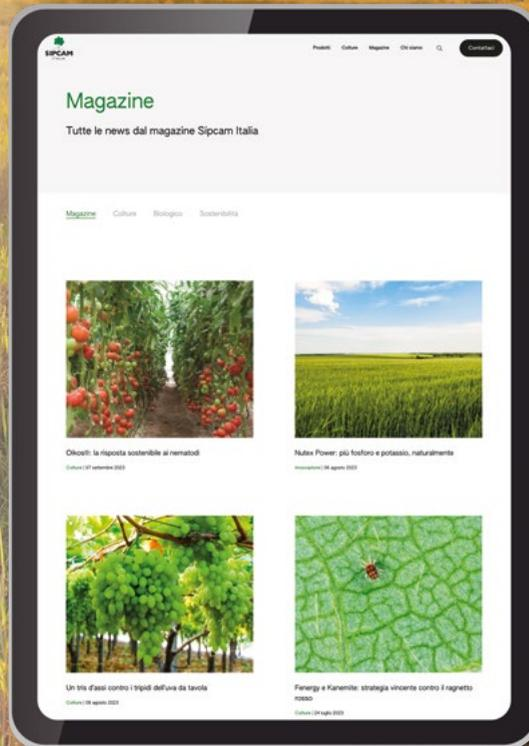 SIPCAM
ITALIA
Prodotti Colture Magazine Chi siamo Contattaci
Magazine
Tutte le news dal magazine Sipcam Italia
Magazine Colture Biologico Sostenibilità
Oikos®: la risposta sostenibile ai nematodi
Colture | 07 settembre 2023
Nutex Power: più fosforo e potassio, naturalmente
Innovazione | 06 agosto 2023
Un tris d'assi contro i tripidi dell'uva da tavola
Colture | 08 agosto 2023
Fenergy e Kanemite: strategia vincente contro il ragnetto
rosso
Colture | 24 luglio 2023